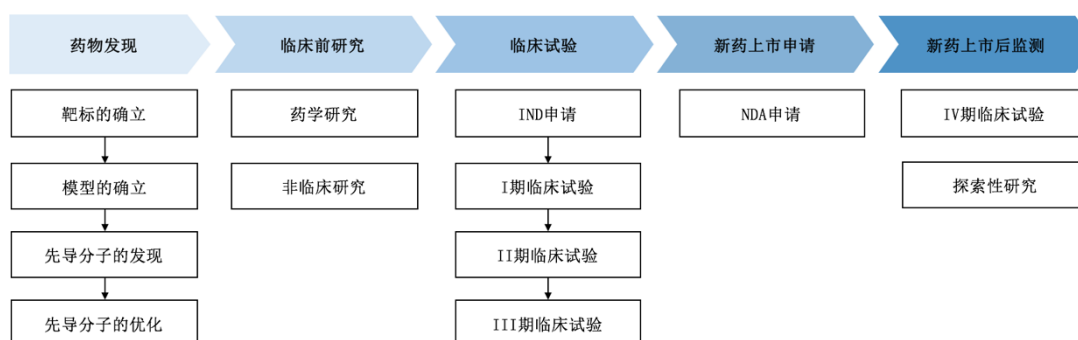 药物发现
临床前研究
临床试验
新药上市申请
新药上市后监测
靶标的确立
药学研究
IND申请
NDA申请
IV期临床试验
模型的确立
非临床研究
I期临床试验
探索性研究
先导分子的发现
II期临床试验
先导分子的优化
III期临床试验